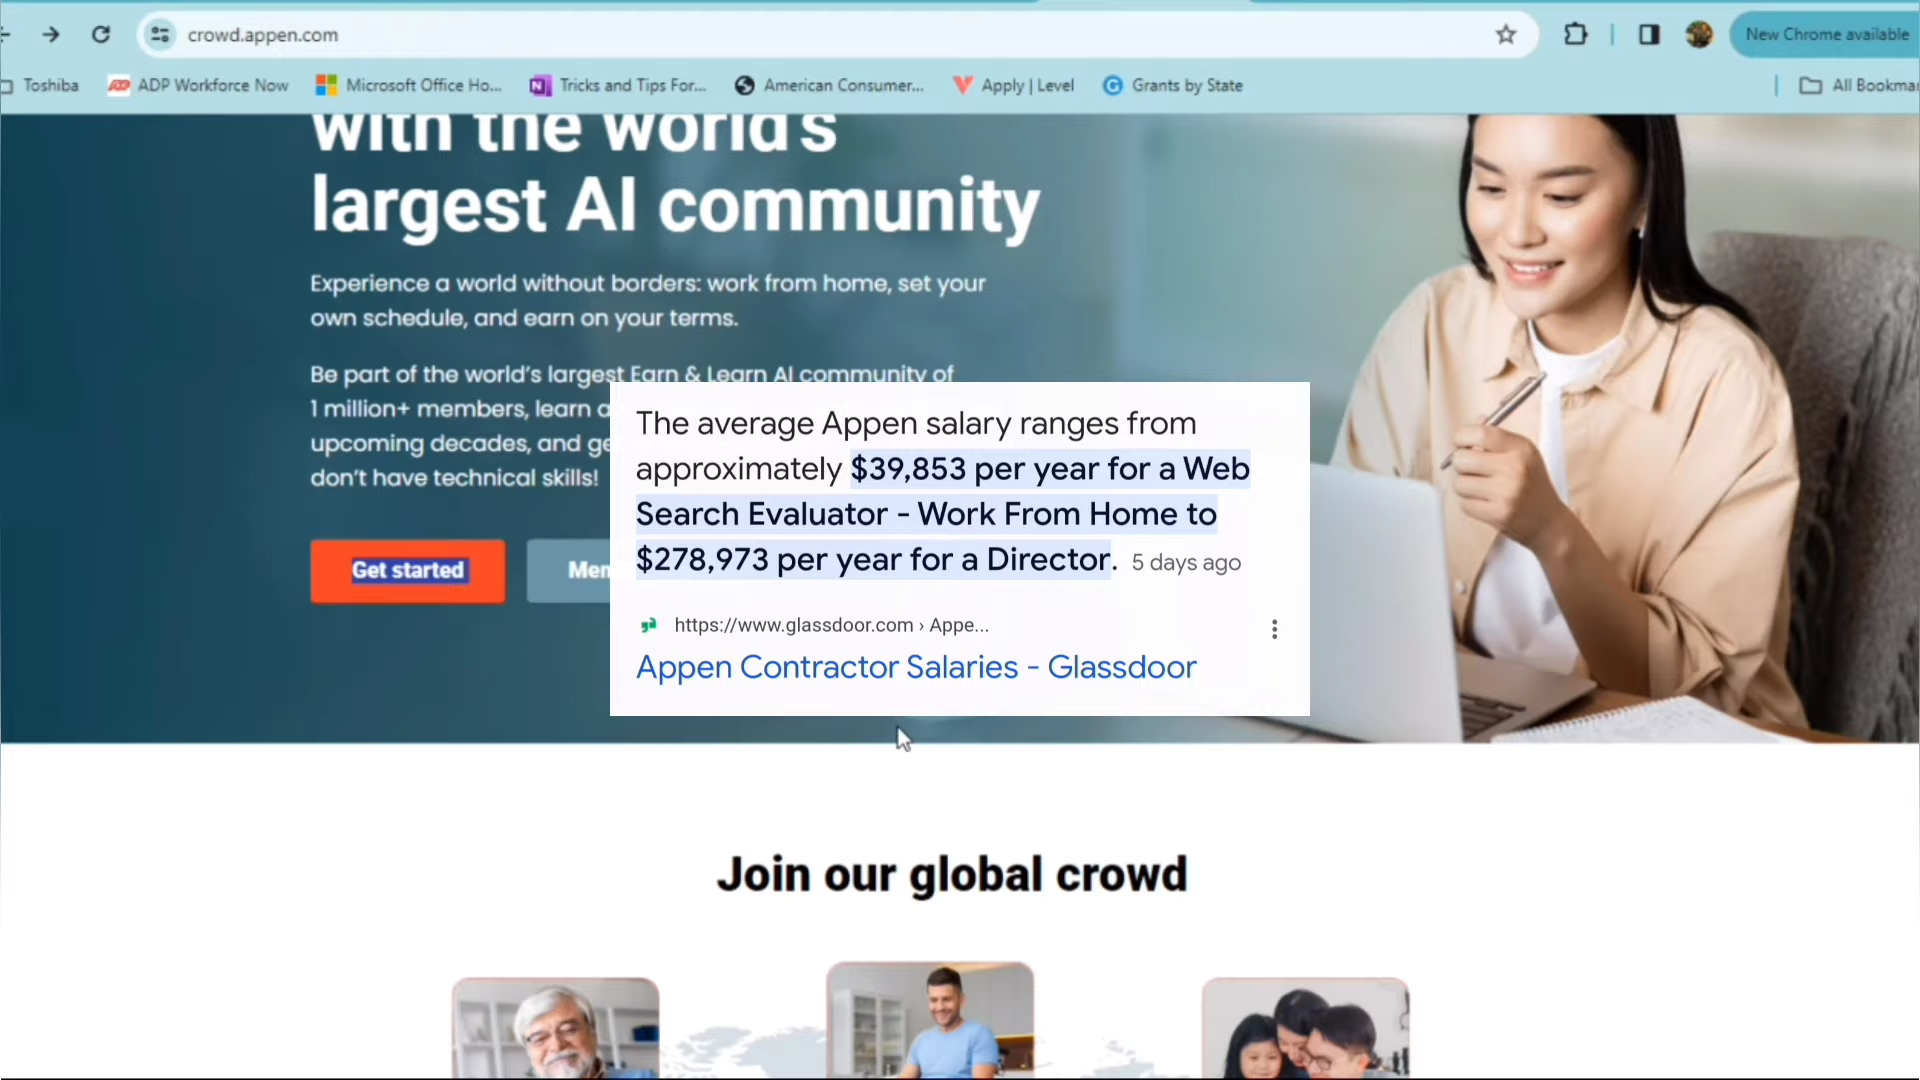 crowd.appen.com
New Chrome available
Toshiba
ADP Workforce Now
Microsoft Office Ho...
Tricks and Tips For...
American Consumer...
Apply | Level
Grants by State
All Bookma
with the world's
largest AI community
Experience a world without borders: work from home, set your
own schedule, and earn on your terms.
Be part of the world's largest Earn & Learn AI community of
1 million+ members, learn a
upcoming decades, and ge
don't have technical skills!
Get started
Mem
The average Appen salary ranges from
approximately $39,853 per year for a Web
Search Evaluator - Work From Home to
$278,973 per year for a Director. 5 days ago
https://www.glassdoor.com › Appe...
Appen Contractor Salaries - Glassdoor
Join our global crowd